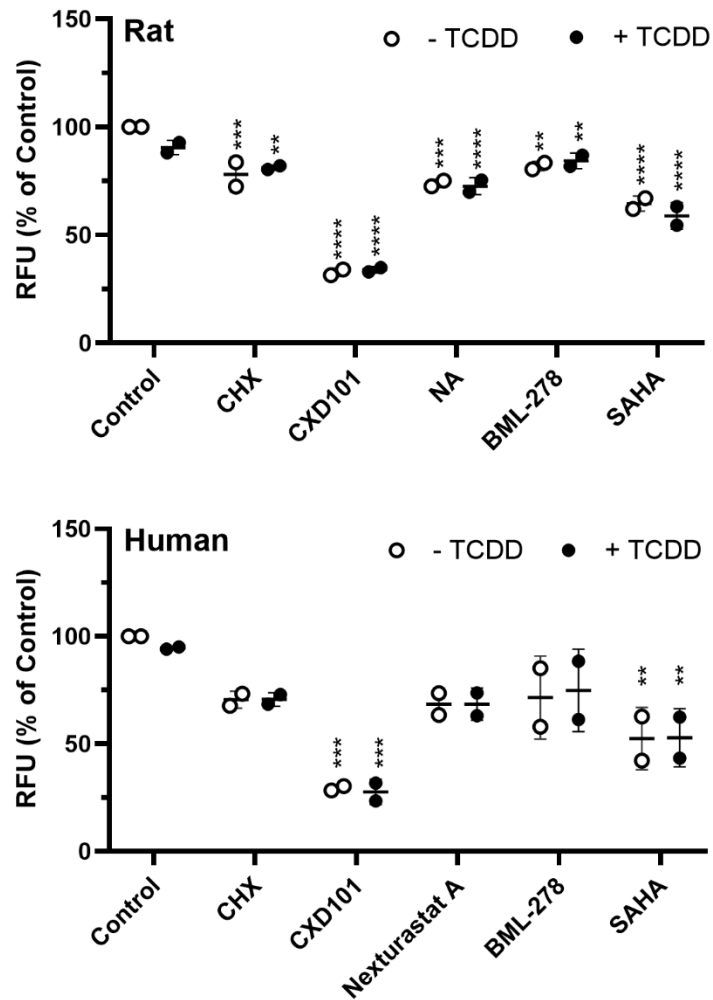 Rat
- TCDD
+ TCDD
RFU (% of Control)
150
100
50
0
***
**
****
****
***
****
**
**
****
****
Control
CHX
CXD101
NA
BML-278
SAHA
Human
- TCDD
+ TCDD
RFU (% of Control)
150
100
50
0
***
***
**
**
Control
CHX
CXD101
Nexturastat A
BML-278
SAHA